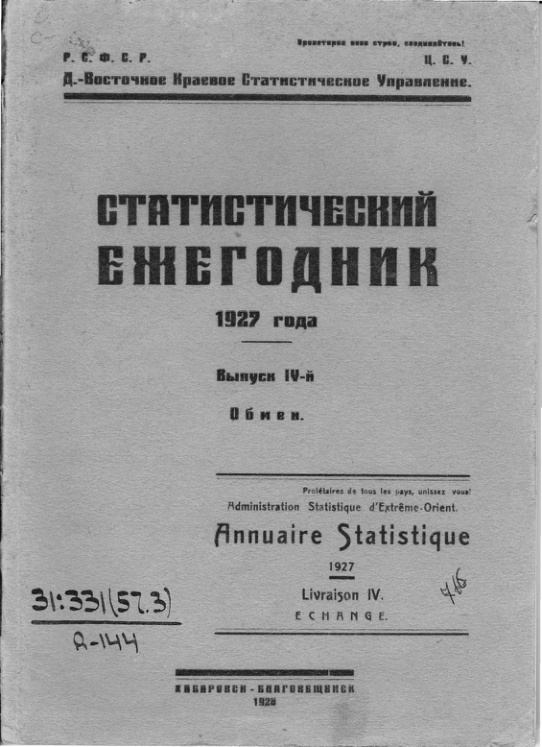 Пролетарии всех стран, соединяйтесь!
Р. С. Ф. С. Р. Ц. С. У.
Д.-Восточное Краевое Статистическое Управление.
СТАТИСТИЧЕСКИЙ
ЕЖЕГОДНИК
1927 года
Выпуск IV-й
Обмен.
Prolétaires de tous les pays, unissez vous!
Administration Statistique d'Extrême-Orient.
Annuaire Statistique
1927
Livraison IV.
ECHANGE.
31:331(57.3)
Д-144
ХАБАРОВСК - БЛАГОВЕЩЕНСК
1928